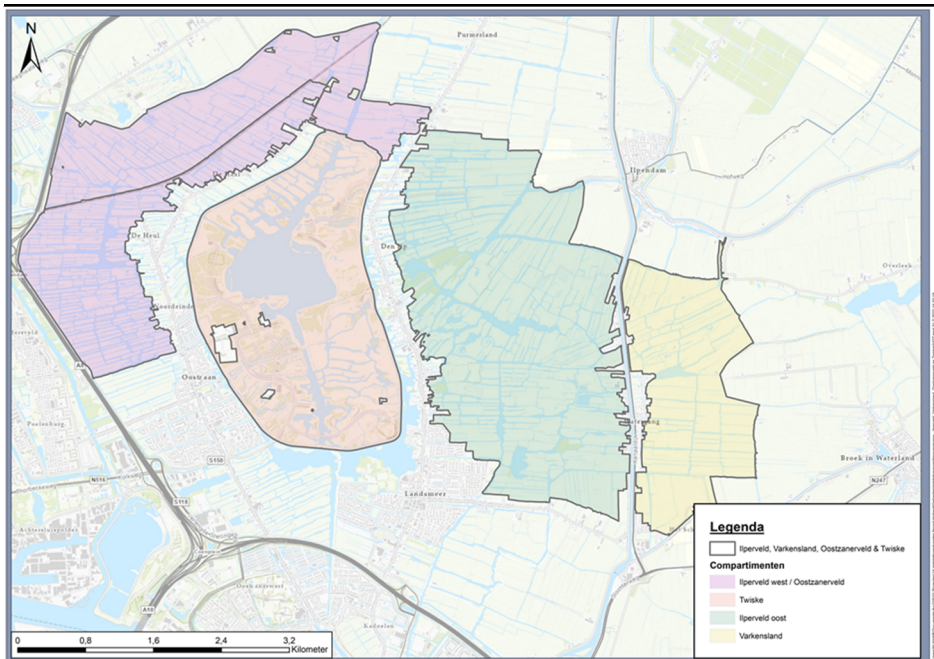 N
Purmerland
Ilpendam
De Heul
Den Ilp
Overleek
Noordeinde
Oostzaan
A8
Poelenburg
S150
N516
S118
Landsmeer
Broek in Waterland
N247
Achtersluispolder
A10
Kadoelen
0 0,8 1,6 2,4 3,2
Kilometer
Legenda
Ilperveld, Varkensland, Oostzanerveld & Twiske
Compartimenten
Ilperveld west / Oostzanerveld
Twiske
Ilperveld oost
Varkensland